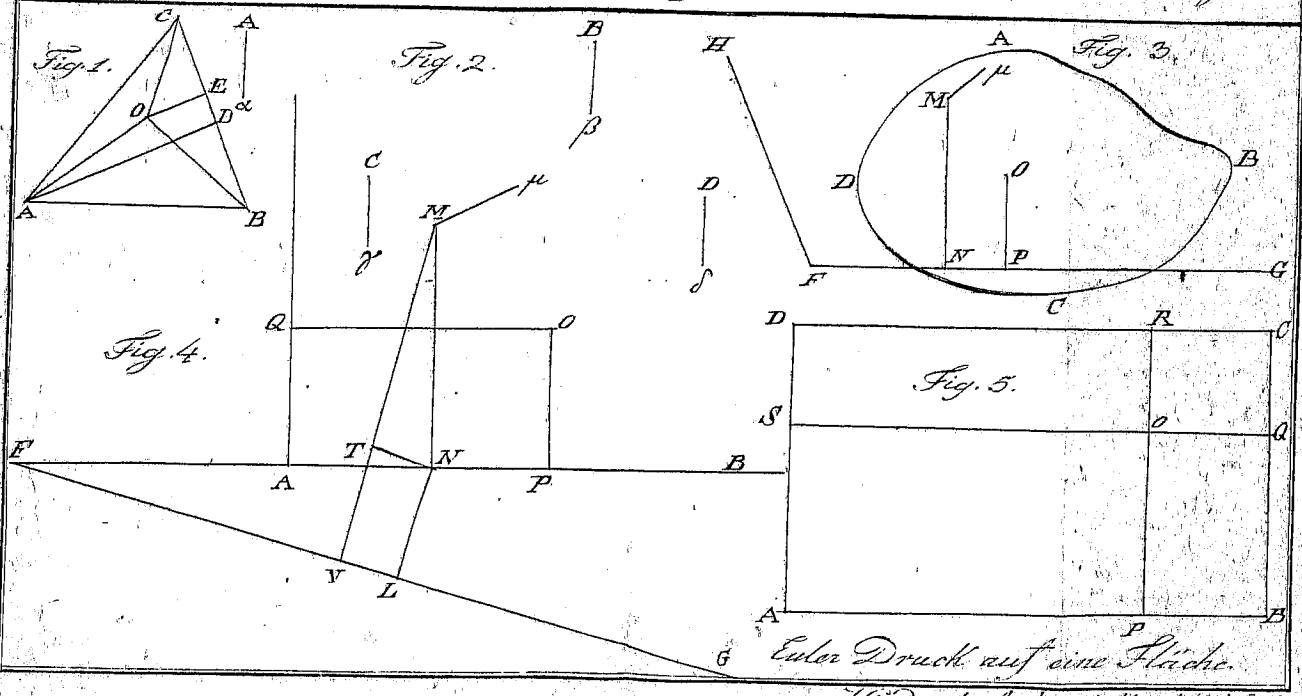 Fig. 1.
C
O
E
D
A
B
Fig. 2.
A
α
B
β
C
γ
D
δ
Fig. 3.
H
A
M
μ
D
O
B
F
N
P
G
C
Fig. 4.
M
μ
Q
O
F
A
T
N
P
B
V
L
G
Fig. 5.
D
R
C
S
O
Q
A
P
B
Euler Druck auf eine Fläche.